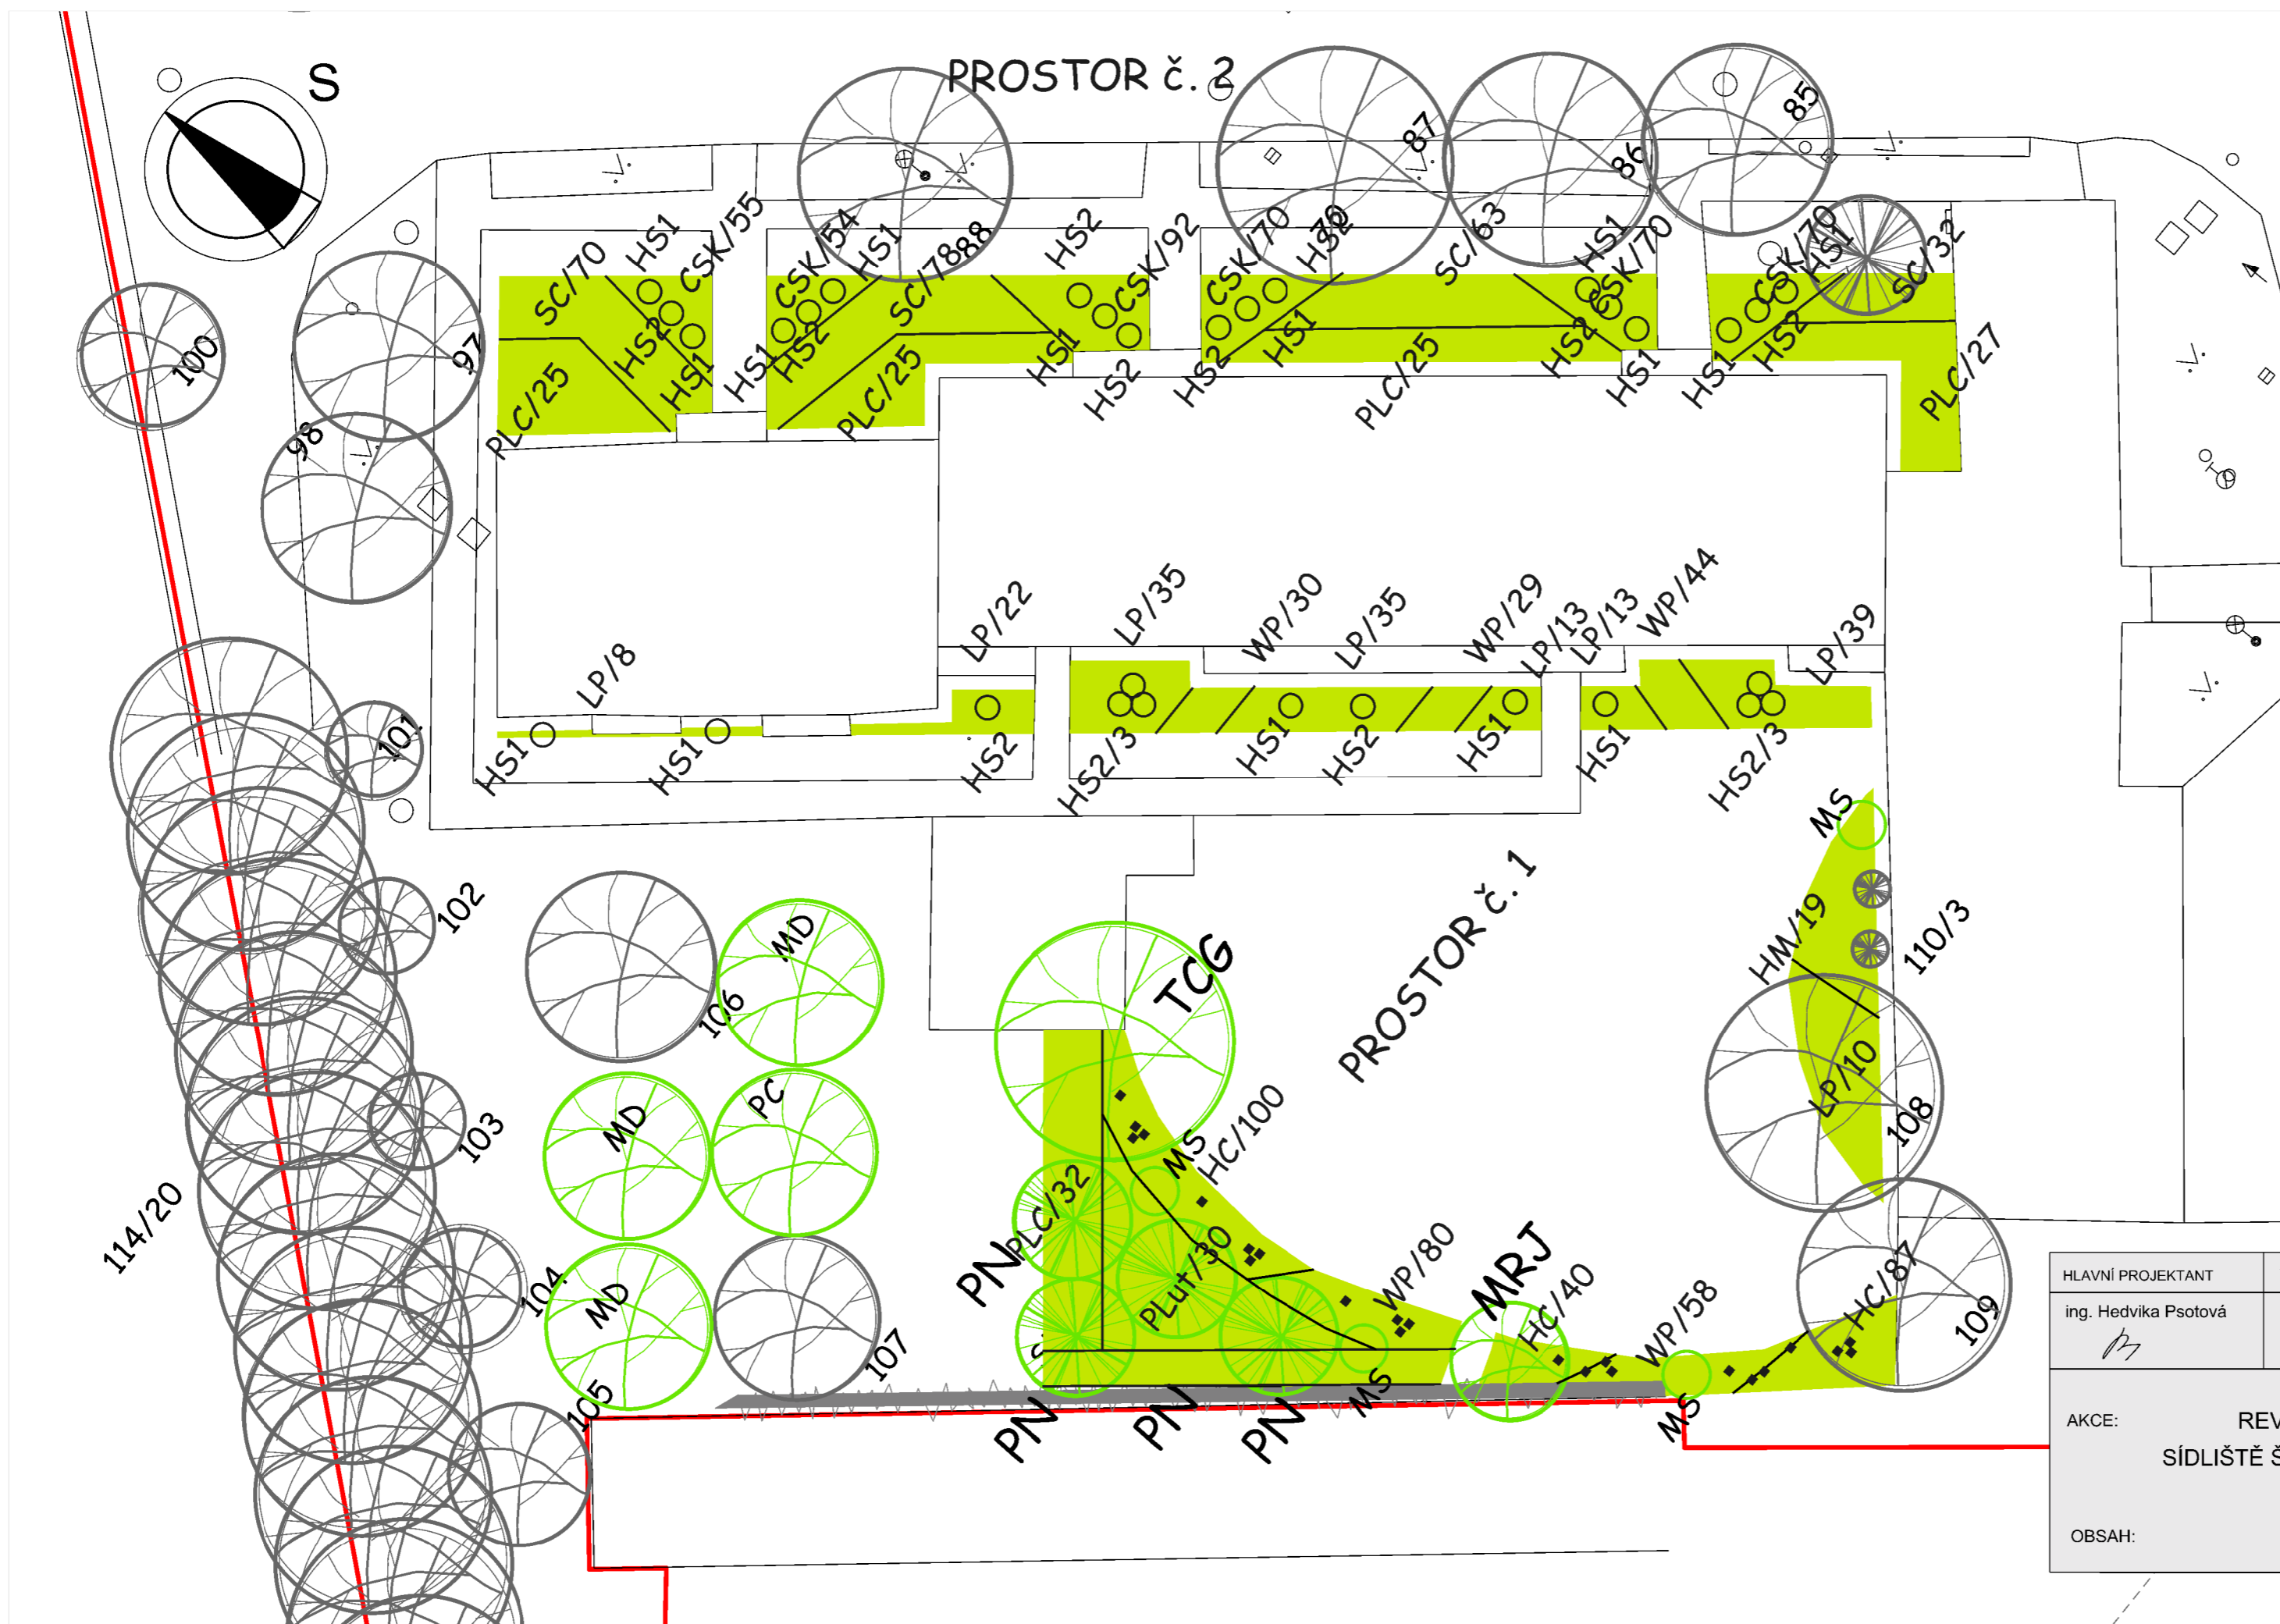 S
PROSTOR č. 2
87
86
85
SC/70
HS1
CSK/55
CSK/54
HS1
SC/78
88
HS2
CSK/92
CSK/70
HS2
SC/63
HS1
CSK/70
CSK/70
HS1
SC/32
100
97
98
PLC/25
HS2
HS1
HS1
HS2
PLC/25
HS1
HS2
HS2
HS1
PLC/25
HS2
HS1
HS1
HS2
PLC/27
LP/8
LP/22
LP/35
WP/30
LP/35
WP/29
LP/13
LP/13
WP/44
LP/39
101
HS1
HS1
HS2
HS2/3
HS1
HS2
HS1
HS1
HS2/3
MS
102
MD
106
TCG
PROSTOR č. 1
HM/19
110/3
103
MD
PC
MS
HC/100
LP/10
108
114/20
104
MD
107
PN
PLC/32
PLut/30
WP/80
MRJ
HC/40
WP/58
HC/87
109
105
PN
PN
PN
MS
MS
HLAVNÍ PROJEKTANT
ing. Hedvika Psotová
AKCE:
REV
SÍDLIŠTĚ Š
OBSAH: